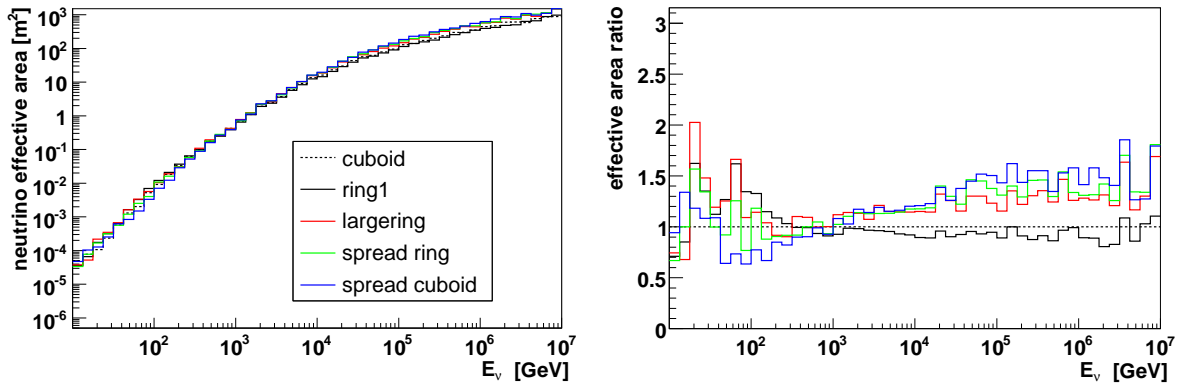 neutrino effective area [m²]
10³
10²
10
1
10⁻¹
10⁻²
10⁻³
10⁻⁴
10⁻⁵
10⁻⁶
cuboid
ring1
largering
spread ring
spread cuboid
10² 10³ 10⁴ 10⁵ 10⁶ 10⁷
Eν [GeV]
effective area ratio
3
2.5
2
1.5
1
0.5
0
10² 10³ 10⁴ 10⁵ 10⁶ 10⁷
Eν [GeV]